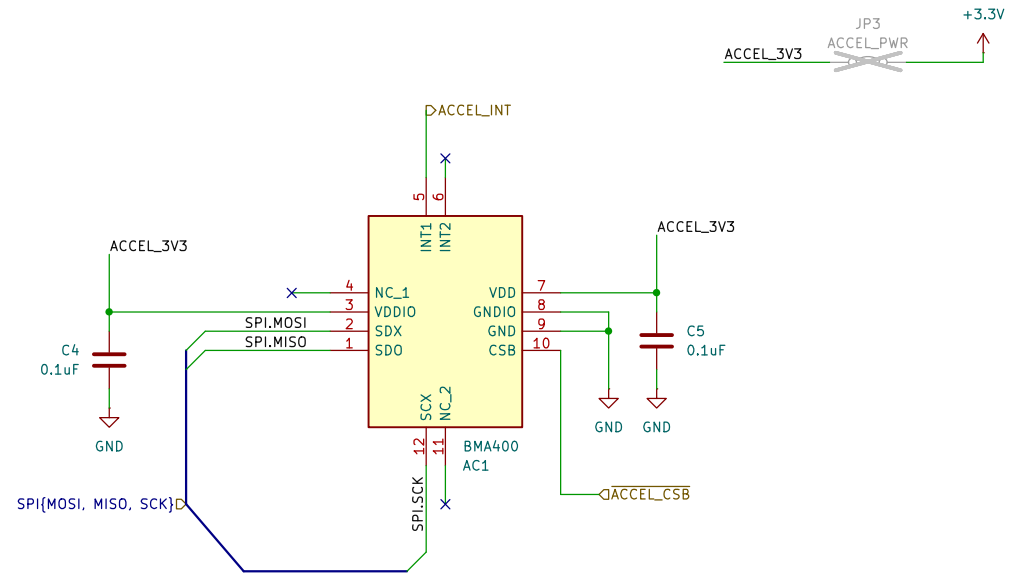 +3.3V
JP3
ACCEL_PWR
ACCEL_3V3
ACCEL_INT
5
6
INT1
INT2
ACCEL_3V3
ACCEL_3V3
4
NC_1
VDD
7
3
VDDIO
GNDIO
8
SPI.MOSI
2
SDX
GND
9
SPI.MISO
1
SDO
CSB
10
C4
0.1uF
C5
0.1uF
SCX
NC_2
GND
GND
GND
12
11
BMA400
AC1
SPI.SCK
ACCEL_CSB
SPI{MOSI, MISO, SCK}